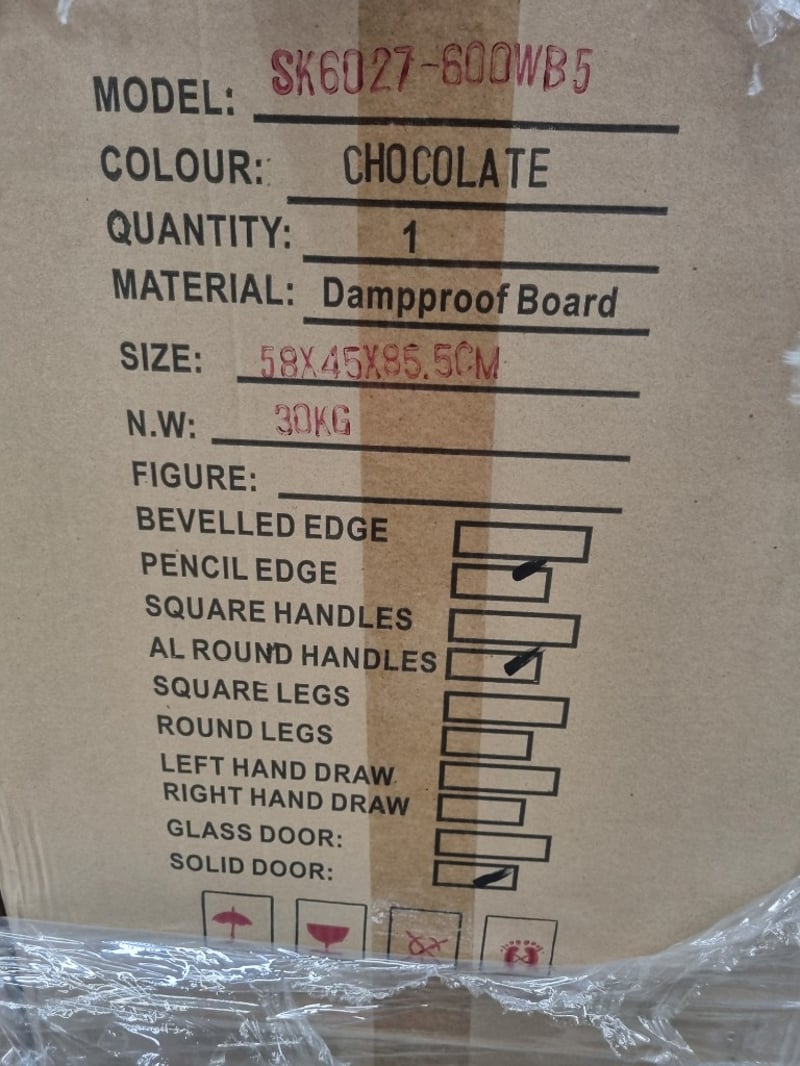 MODEL: SK6027-600WB5
COLOUR: CHOCOLATE
QUANTITY: 1
MATERIAL: Dampproof Board
SIZE: 58X45X85.5CM
N.W: 30KG
FIGURE:
BEVELLED EDGE
PENCIL EDGE
SQUARE HANDLES
AL ROUND HANDLES
SQUARE LEGS
ROUND LEGS
LEFT HAND DRAW
RIGHT HAND DRAW
GLASS DOOR:
SOLID DOOR: